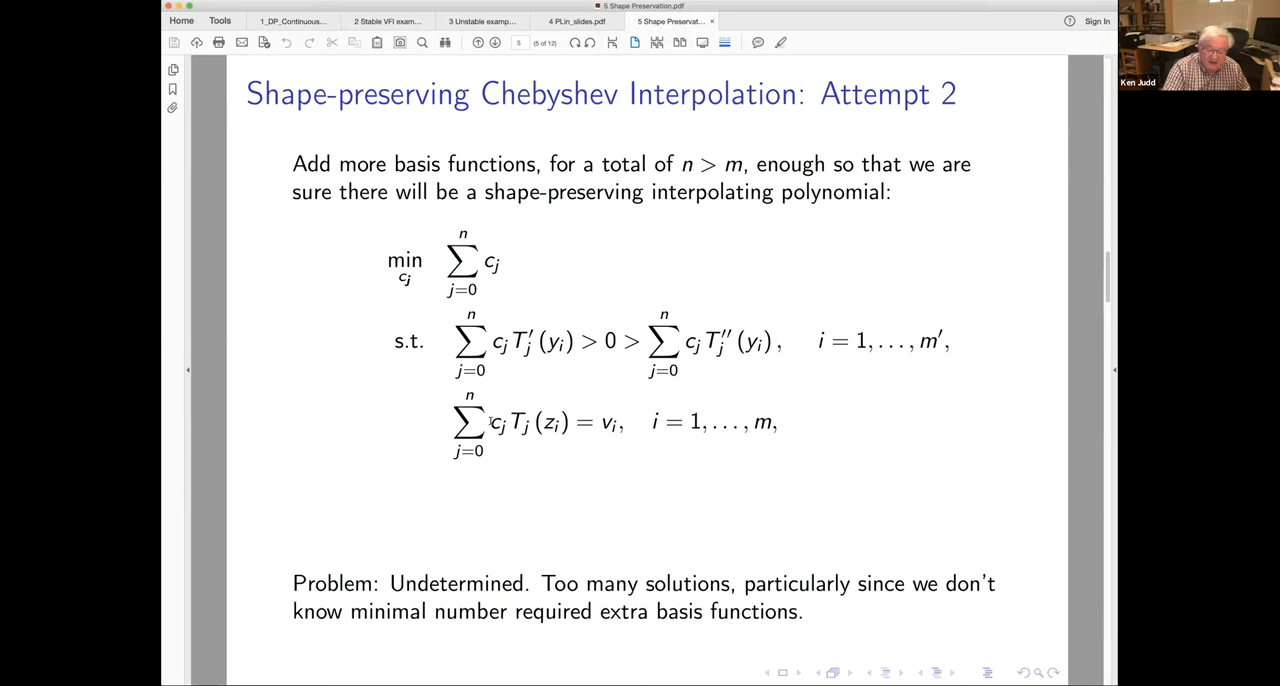 5 Shape Preservation.pdf
Home Tools 1_DP_Continuous... 2 Stable VFI exam... 3 Unstable examp... 4 PLin_slides.pdf 5 Shape Preservat... × ? Sign In
5 (5 of 12)
Ken Judd
Shape-preserving Chebyshev Interpolation: Attempt 2
Add more basis functions, for a total of n > m, enough so that we are
sure there will be a shape-preserving interpolating polynomial:
min_{c_j} ∑_{j=0}^{n} c_j
s.t. ∑_{j=0}^{n} c_j T_j′ (y_i) > 0 > ∑_{j=0}^{n} c_j T_j″ (y_i) , i = 1, . . . , m′,
∑_{j=0}^{n} c_j T_j (z_i) = v_i, i = 1, . . . , m,
Problem: Undetermined. Too many solutions, particularly since we don't
know minimal number required extra basis functions.